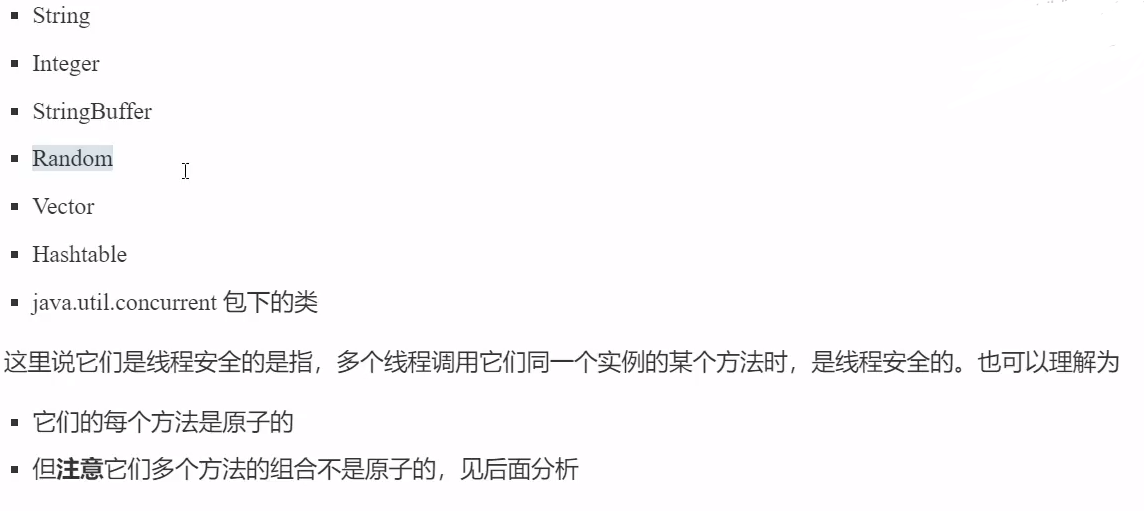 String
Integer
StringBuffer
Random
Vector
Hashtable
java.util.concurrent 包下的类
这里说它们是线程安全的是指，多个线程调用它们同一个实例的某个方法时，是线程安全的。也可以理解为
它们的每个方法是原子的
但注意它们多个方法的组合不是原子的，见后面分析